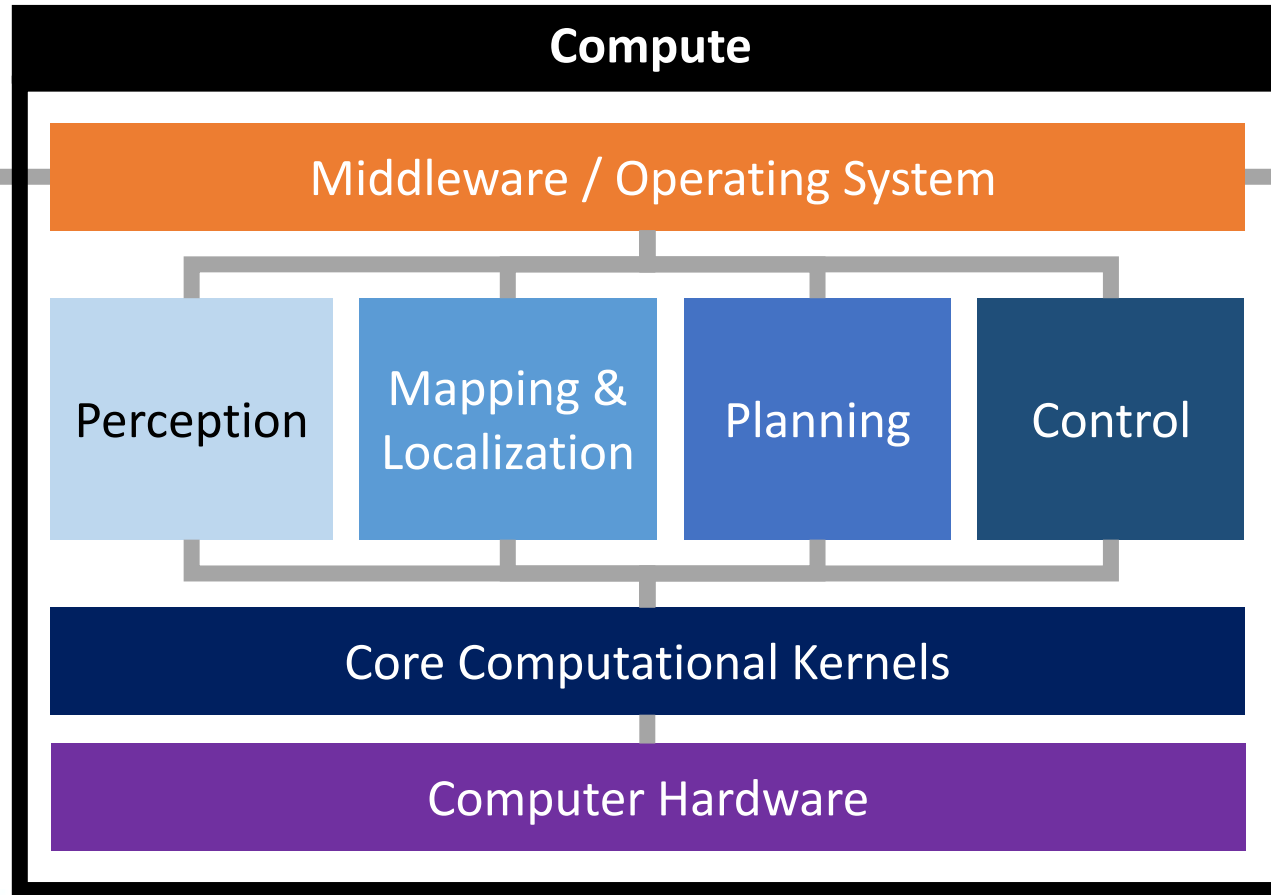 Compute
Middleware / Operating System
Perception
Mapping &
Localization
Planning
Control
Core Computational Kernels
Computer Hardware